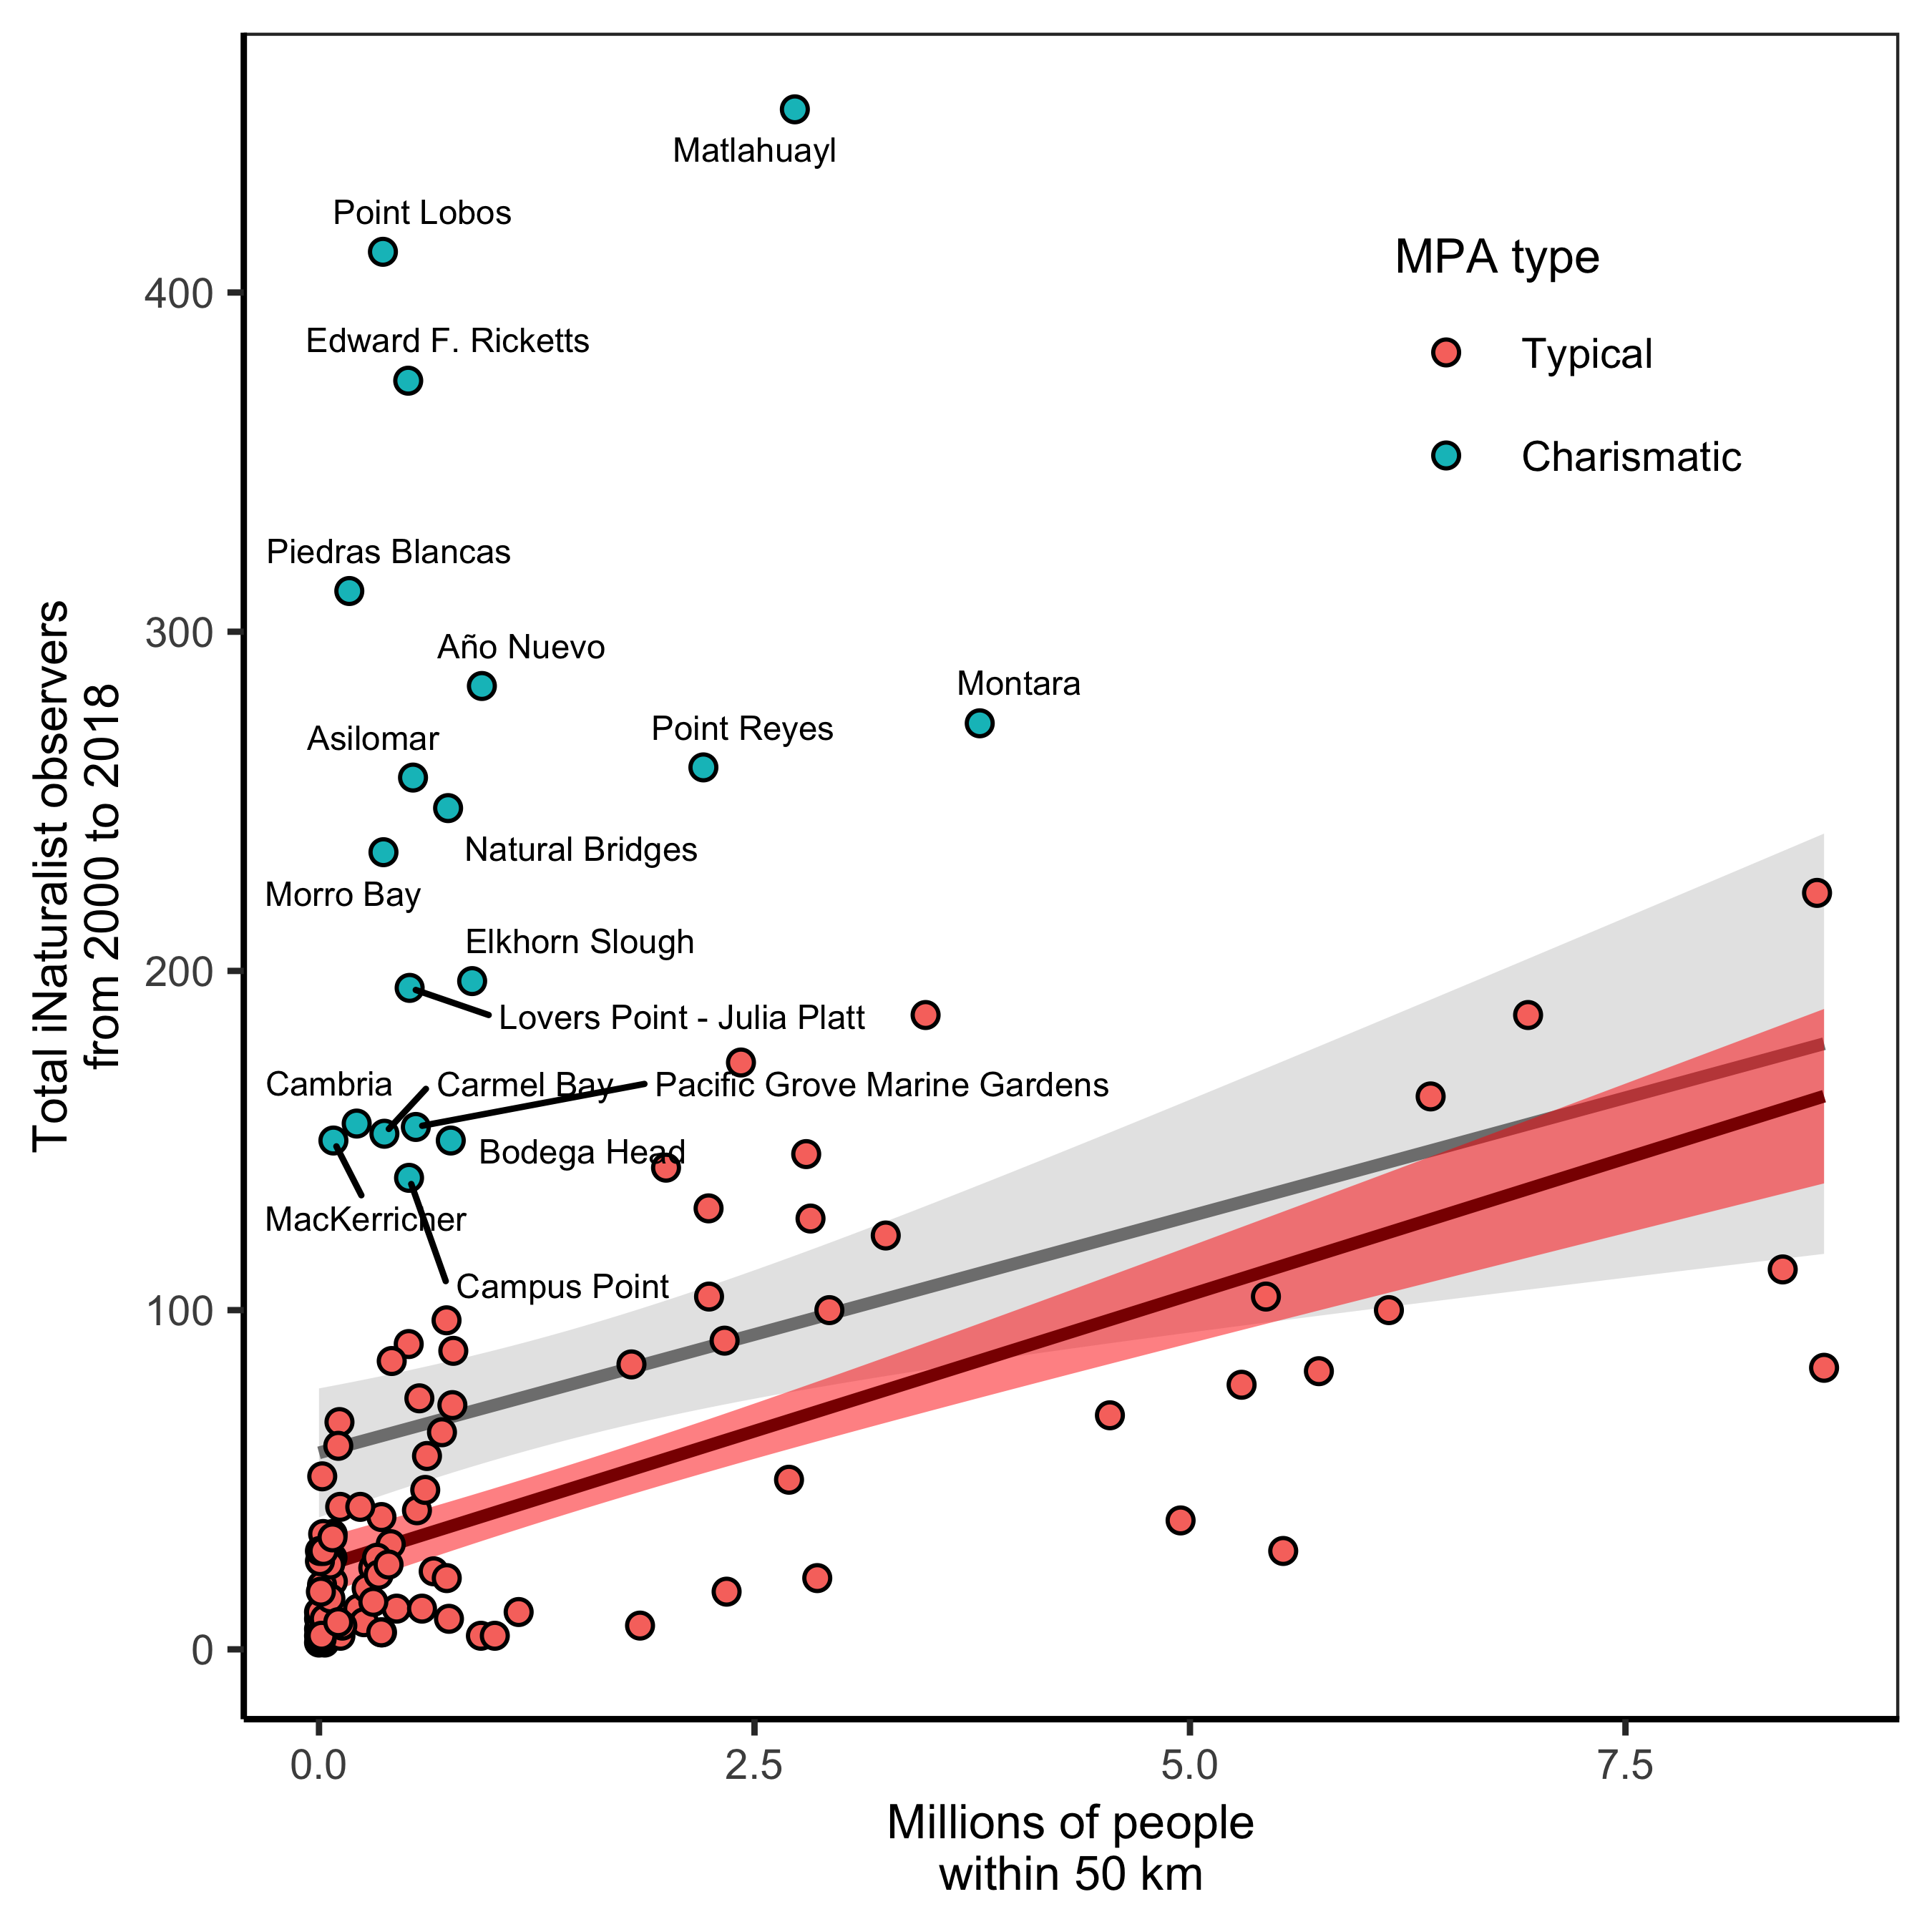 Matlahuayl
Point Lobos
MPA type
400
Edward F. Ricketts
Typical
Charismatic
Piedras Blancas
300
Año Nuevo
Montara
Point Reyes
Asilomar
Natural Bridges
Morro Bay
Elkhorn Slough
200
Lovers Point - Julia Platt
Cambria
Carmel Bay
Pacific Grove Marine Gardens
Bodega Head
MacKerricher
Campus Point
100
0
Total iNaturalist observers
from 2000 to 2018
0.0
2.5
5.0
7.5
Millions of people
within 50 km